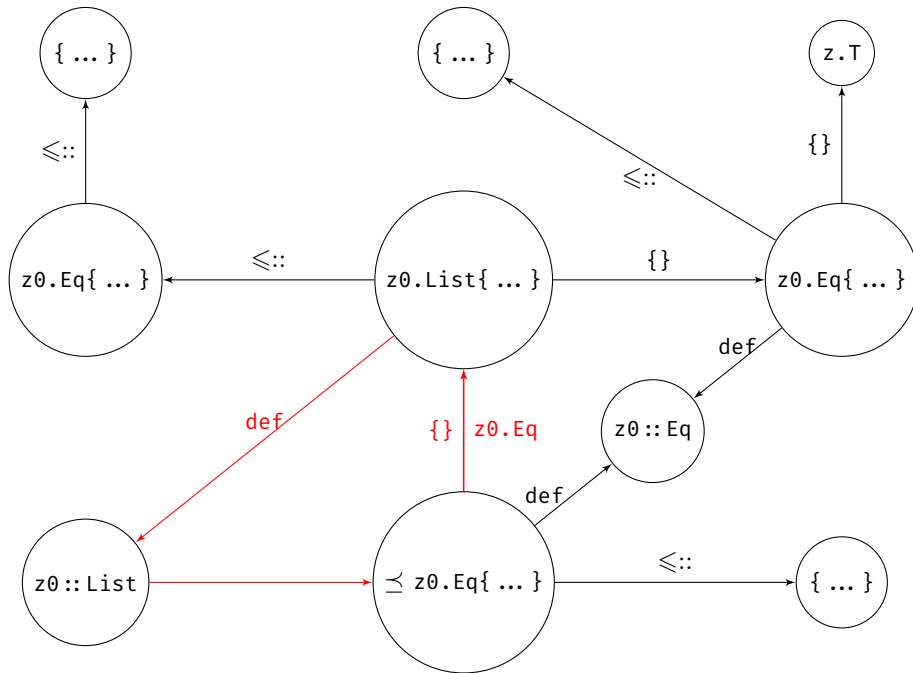 { … }
{ … }
z.T
⩽::
⩽::
{}
z0.Eq{ … }
⩽::
z0.List{ … }
{}
z0.Eq{ … }
def
{}
z0.Eq
def
z0::Eq
def
z0::List
⪯ z0.Eq{ … }
⩽::
{ … }